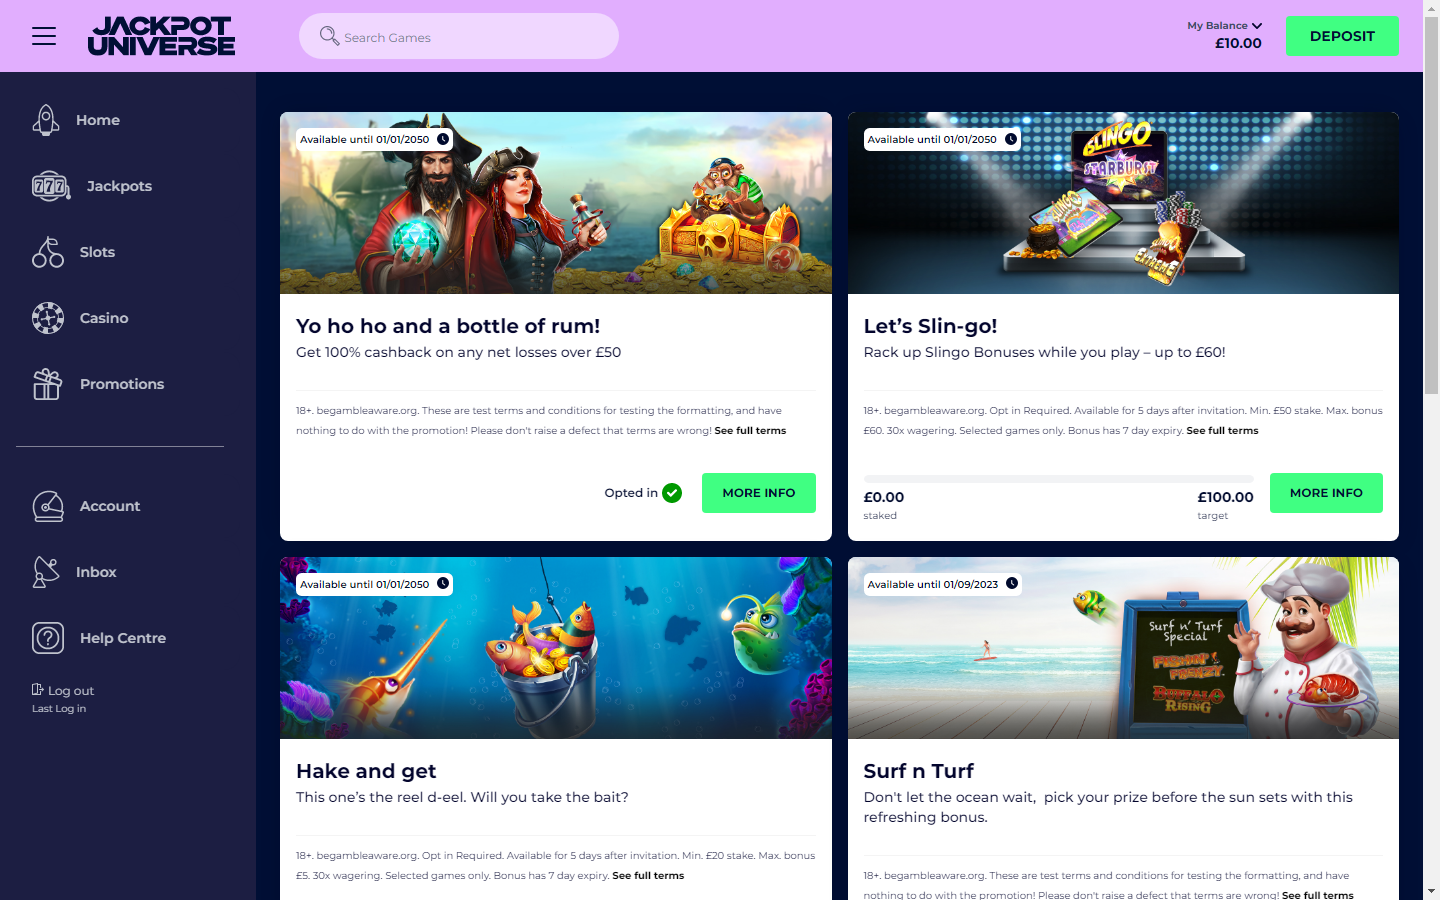 JACKPOT
UNIVERSE
Search Games
My Balance
£10.00
DEPOSIT
Home
Jackpots
Slots
Casino
Promotions
Account
Inbox
Help Centre
Log out
Last Log in
Available until 01/01/2050
Yo ho ho and a bottle of rum!
Get 100% cashback on any net losses over £50
18+. begambleaware.org. These are test terms and conditions for testing the formatting, and have
nothing to do with the promotion! Please don't raise a defect that terms are wrong! See full terms
Opted in
MORE INFO
Available until 01/01/2050
SLINGO
STARBURST
SLINGO
SLINGO
EXTREME
Let’s Slin-go!
Rack up Slingo Bonuses while you play – up to £60!
18+. begambleaware.org. Opt in Required. Available for 5 days after invitation. Min. £50 stake. Max. bonus
£60. 30x wagering. Selected games only. Bonus has 7 day expiry. See full terms
£0.00
staked
£100.00
target
MORE INFO
Available until 01/01/2050
Hake and get
This one’s the reel d-eel. Will you take the bait?
18+. begambleaware.org. Opt in Required. Available for 5 days after invitation. Min. £20 stake. Max. bonus
£5. 30x wagering. Selected games only. Bonus has 7 day expiry. See full terms
Available until 01/09/2023
Surf n' Turf
Special
FISHIN' FRENZY
BUFFALO
RISING
Surf n Turf
Don't let the ocean wait,  pick your prize before the sun sets with this
refreshing bonus.
18+. begambleaware.org. These are test terms and conditions for testing the formatting, and have
nothing to do with the promotion! Please don't raise a defect that terms are wrong! See full terms
777